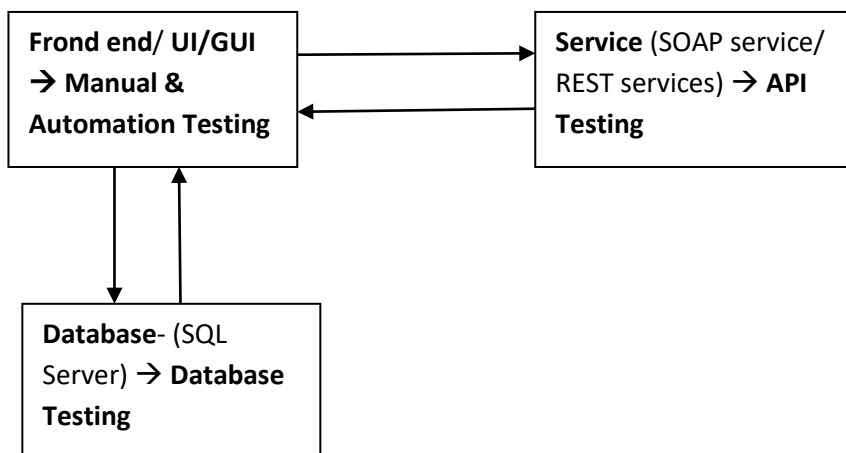 Frond end/ UI/GUI
→ Manual &
Automation Testing
Service (SOAP service/
REST services) → API
Testing
Database- (SQL
Server) → Database
Testing